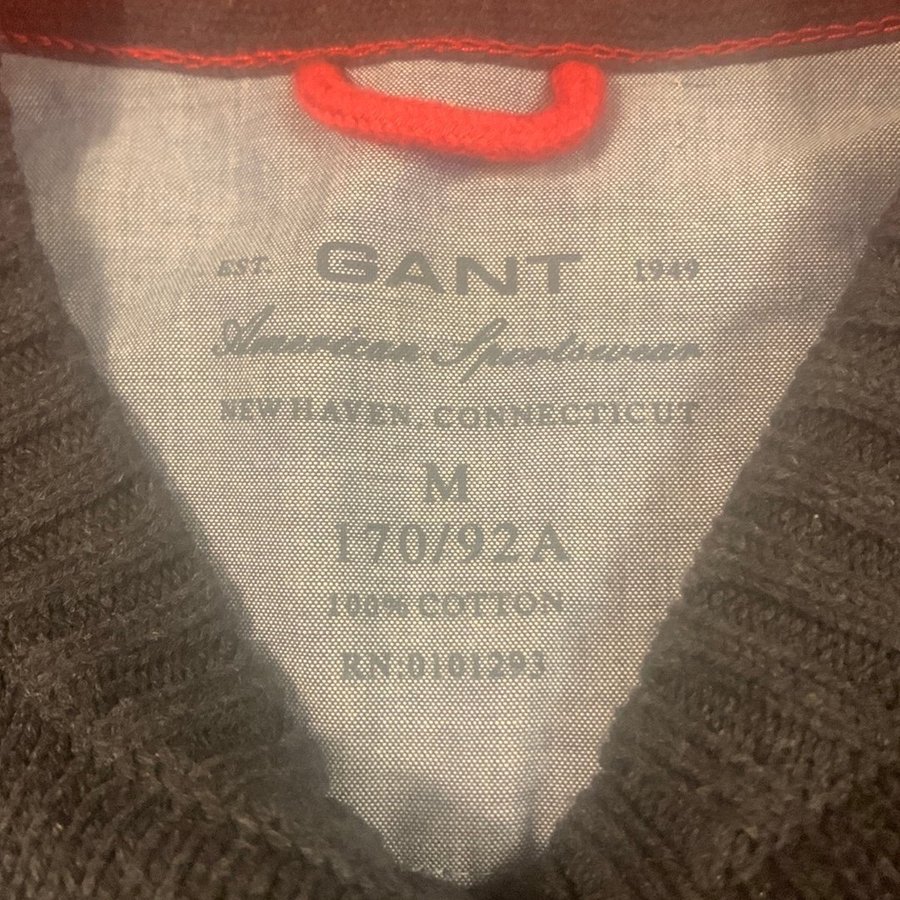 EST. GANT 1949
American Sportswear
NEW HAVEN, CONNECTICUT
M
170/92A
100% COTTON
RN:0101293